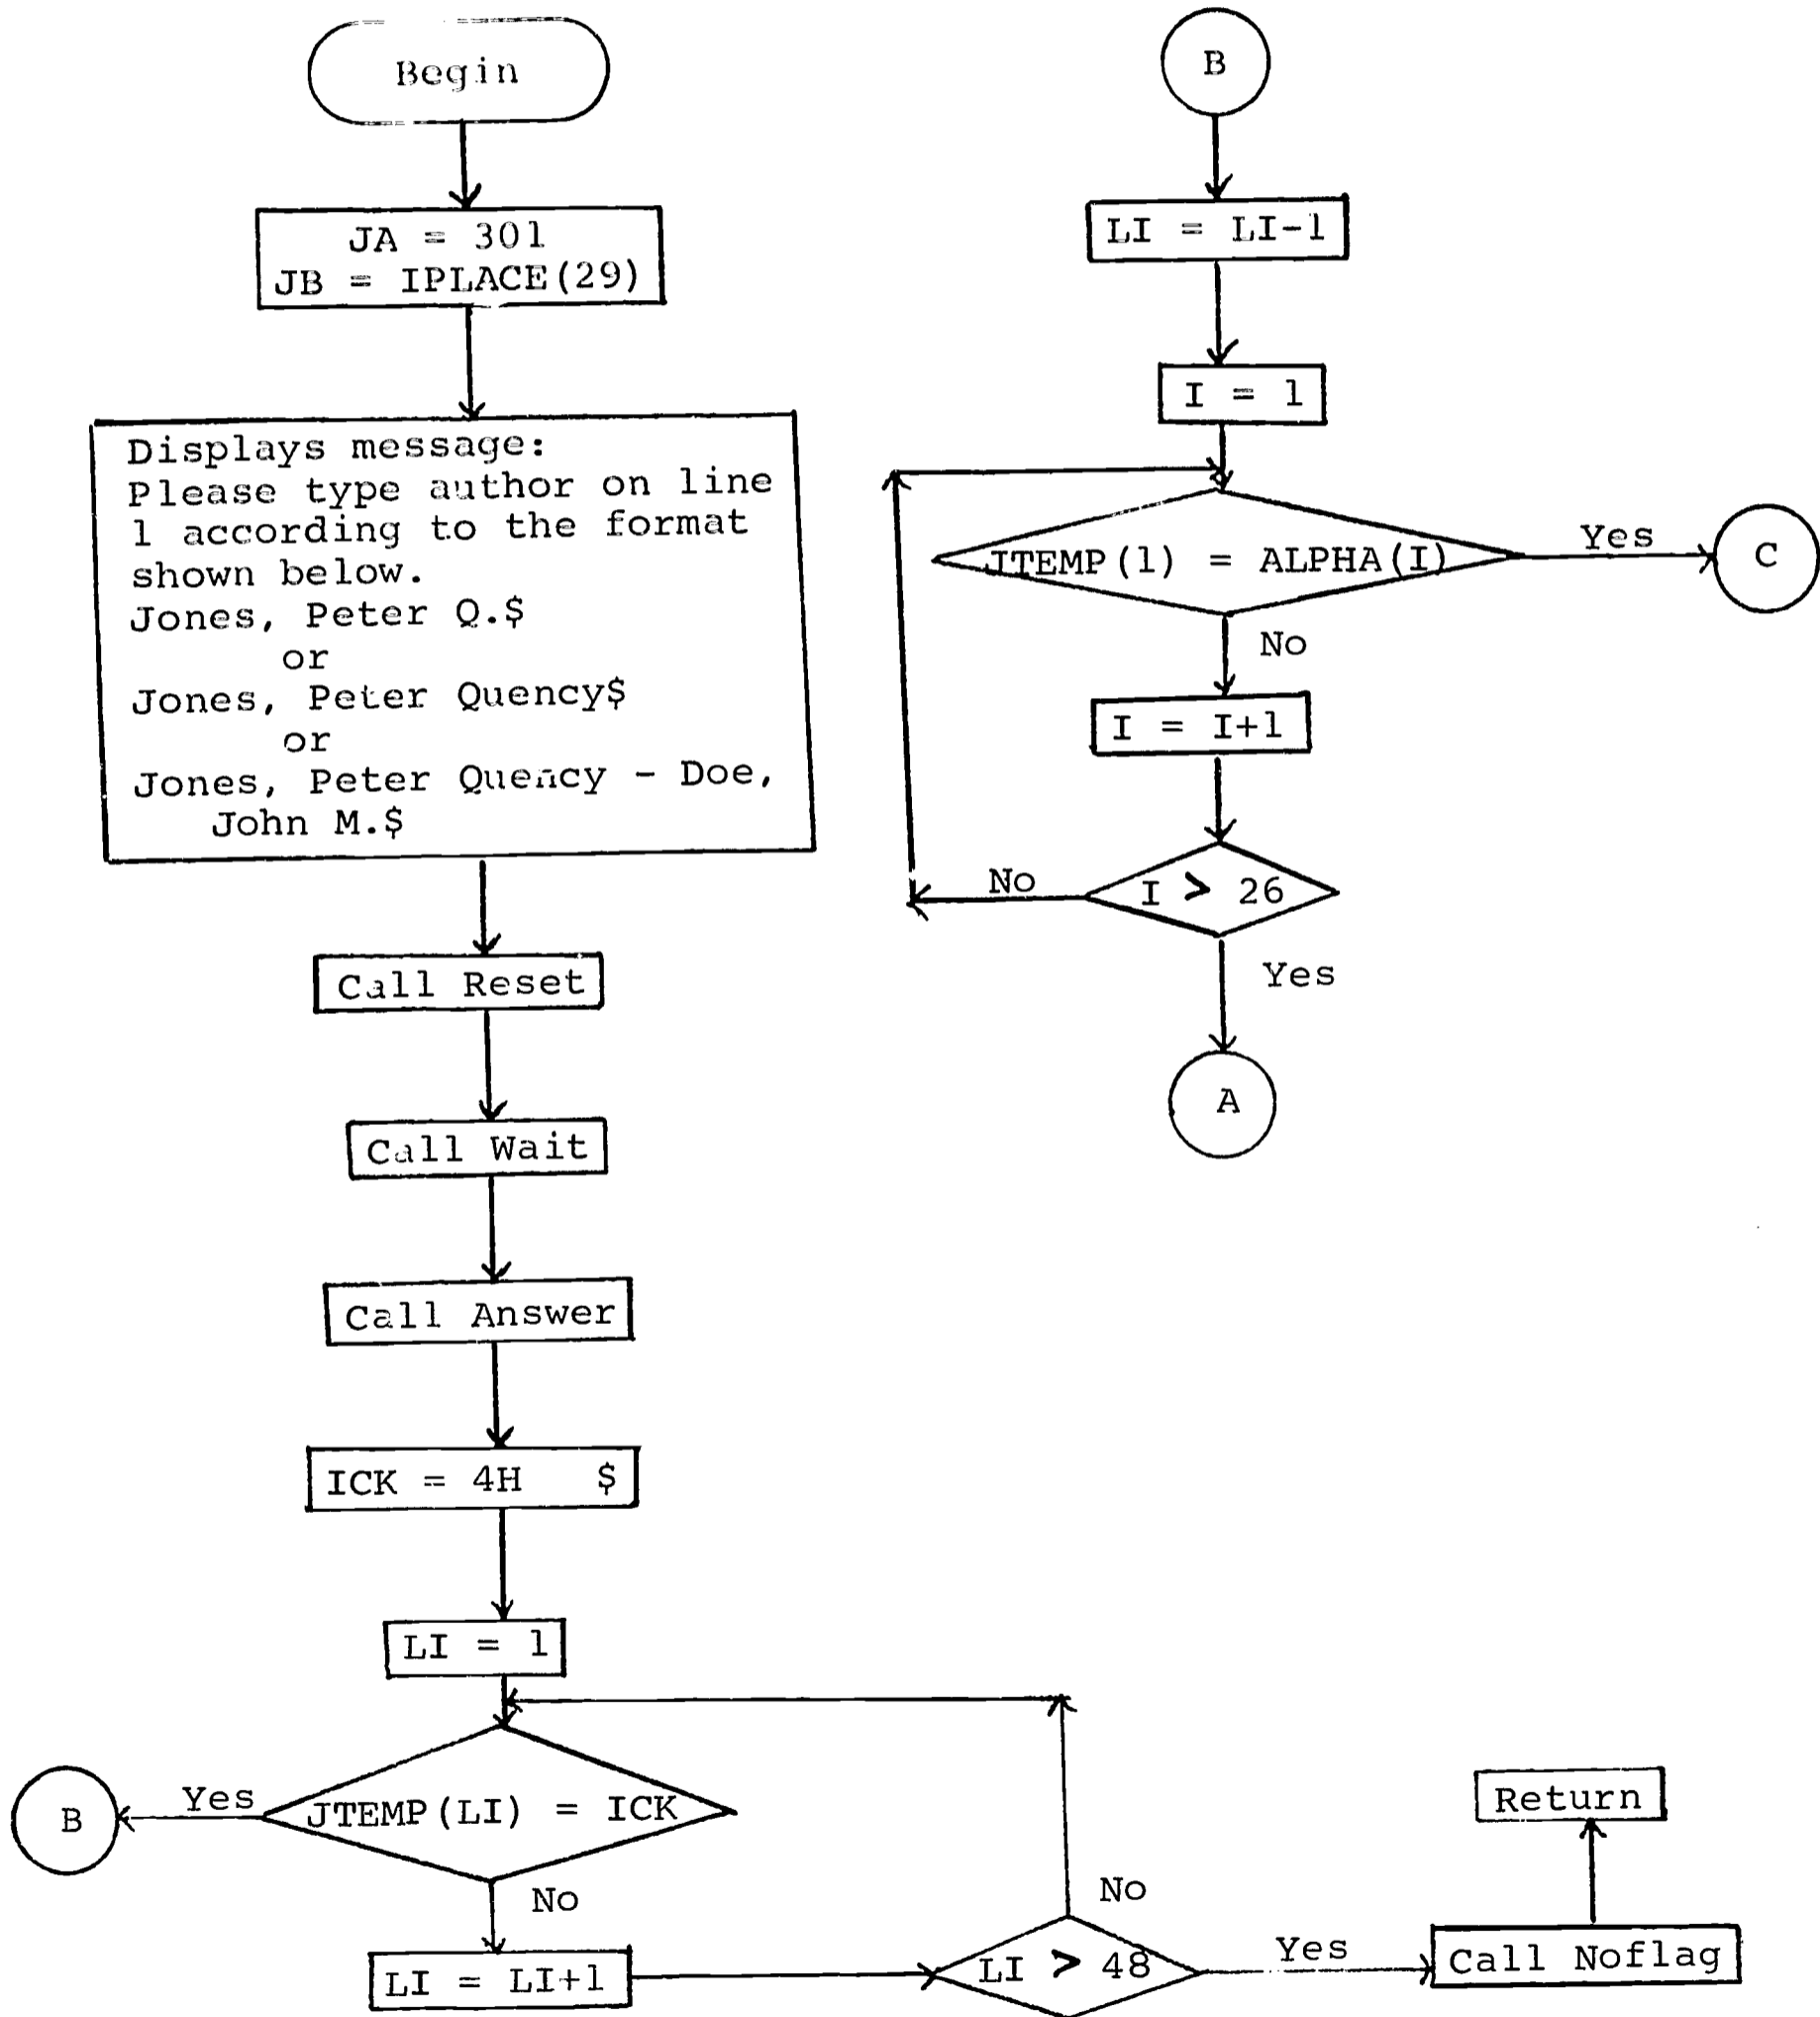 Begin
JA = 301
JB = IPLACE(29)
Displays message:
Please type author on line
1 according to the format
shown below.
Jones, Peter Q.$
or
Jones, Peter Quency$
or
Jones, Peter Quency - Doe,
John M.$
Call Reset
Call Wait
Call Answer
ICK = 4H   $
LI = 1
JTEMP(LI) = ICK
Yes
B
No
LI = LI+1
LI > 48
No
Yes
Call Noflag
Return
B
LI = LI-1
I = 1
JTEMP(1) = ALPHA(I)
Yes
C
No
I = I+1
I > 26
No
Yes
A